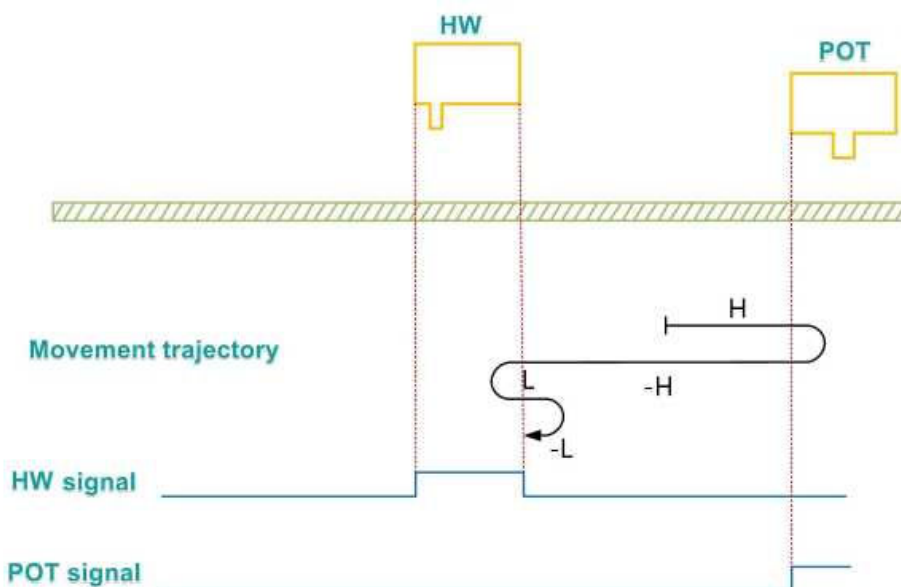 HW
POT
H
Movement trajectory
L
-H
-L
HW signal
POT signal